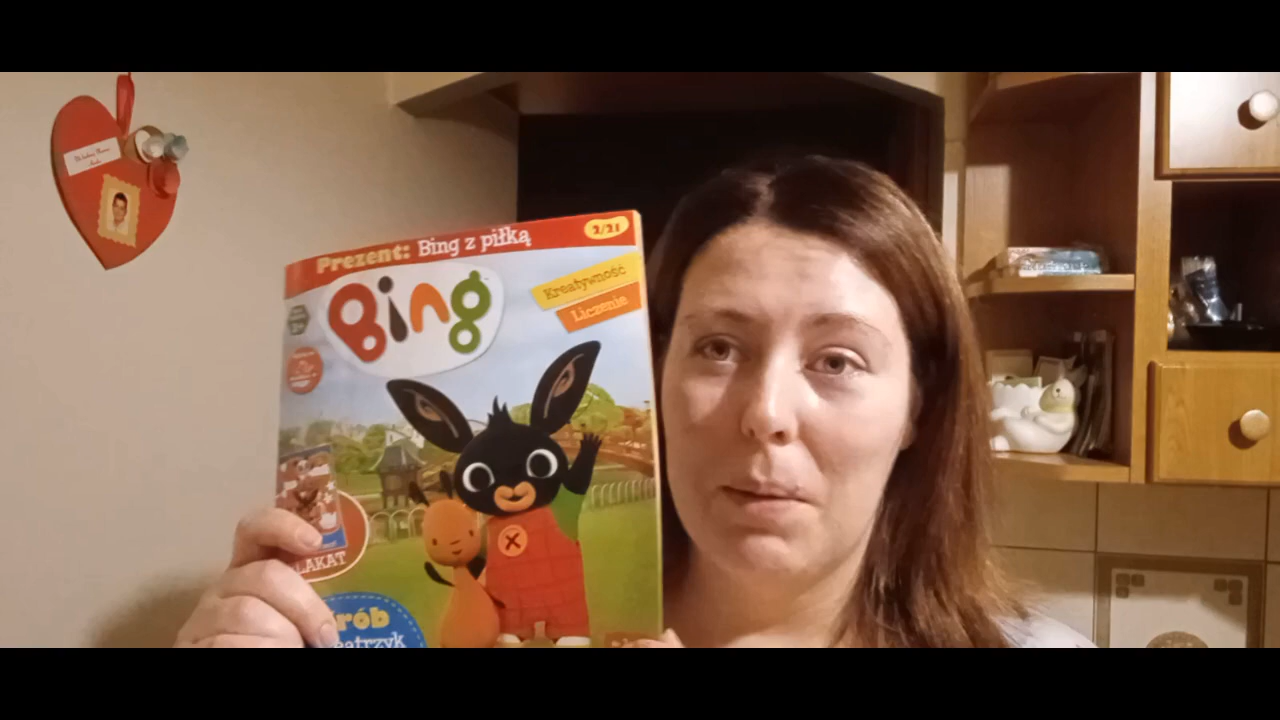 Prezent: Bing z piłką
2/21
Bing
Kreatywność
Liczenie
LAKAT
rób
eatrzyk